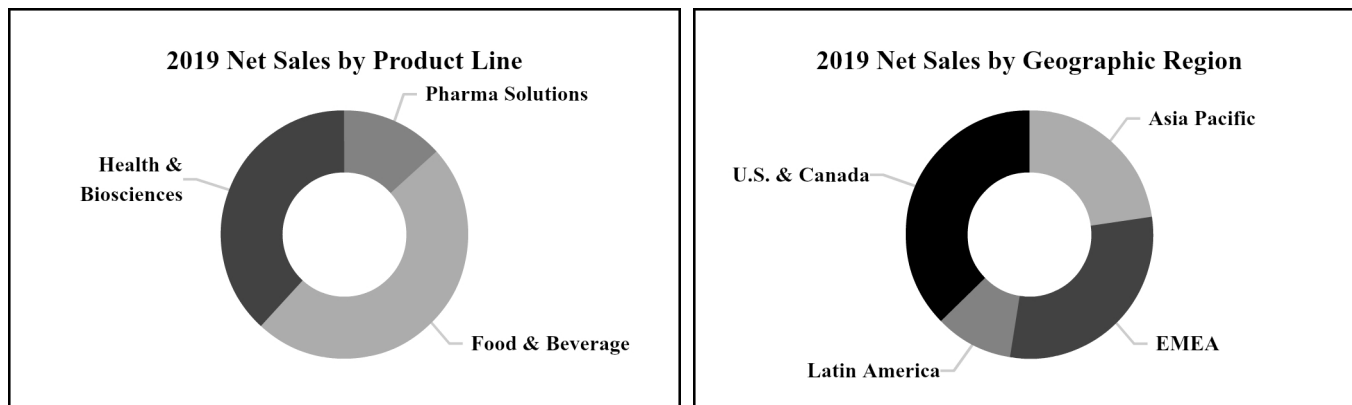 2019 Net Sales by Product Line
Pharma Solutions
Health &
Biosciences
Food & Beverage
2019 Net Sales by Geographic Region
Asia Pacific
U.S. & Canada
EMEA
Latin America